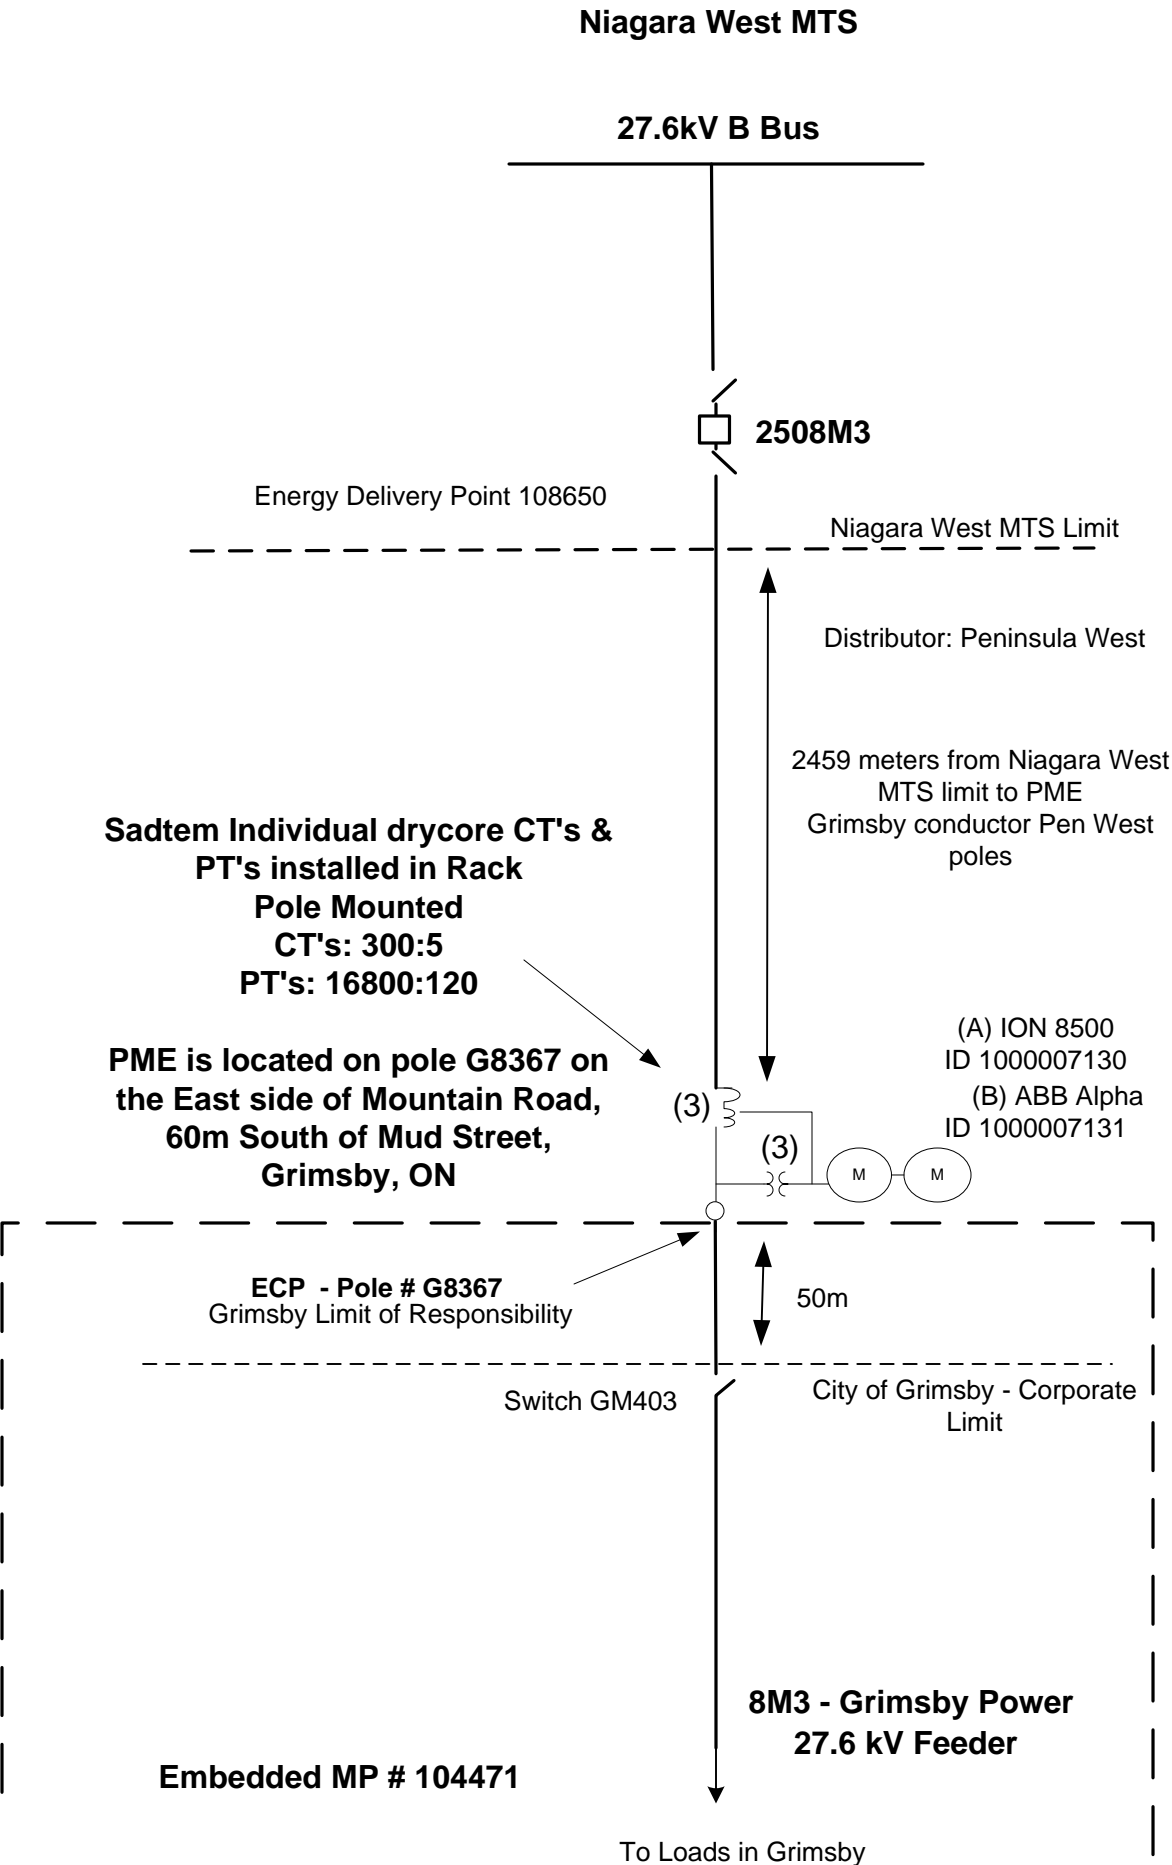 Niagara West MTS
27.6kV B Bus
2508M3
Energy Delivery Point 108650
Niagara West MTS Limit
Distributor: Peninsula West
2459 meters from Niagara West
MTS limit to PME
Grimsby conductor Pen West
poles
Sadtem Individual drycore CT's &
PT's installed in Rack
Pole Mounted
CT's: 300:5
PT's: 16800:120
PME is located on pole G8367 on
the East side of Mountain Road,
60m South of Mud Street,
Grimsby, ON
(A) ION 8500
ID 1000007130
(B) ABB Alpha
ID 1000007131
(3)
(3)
M
M
ECP - Pole # G8367
Grimsby Limit of Responsibility
50m
Switch GM403
City of Grimsby - Corporate
Limit
8M3 - Grimsby Power
27.6 kV Feeder
Embedded MP # 104471
To Loads in Grimsby